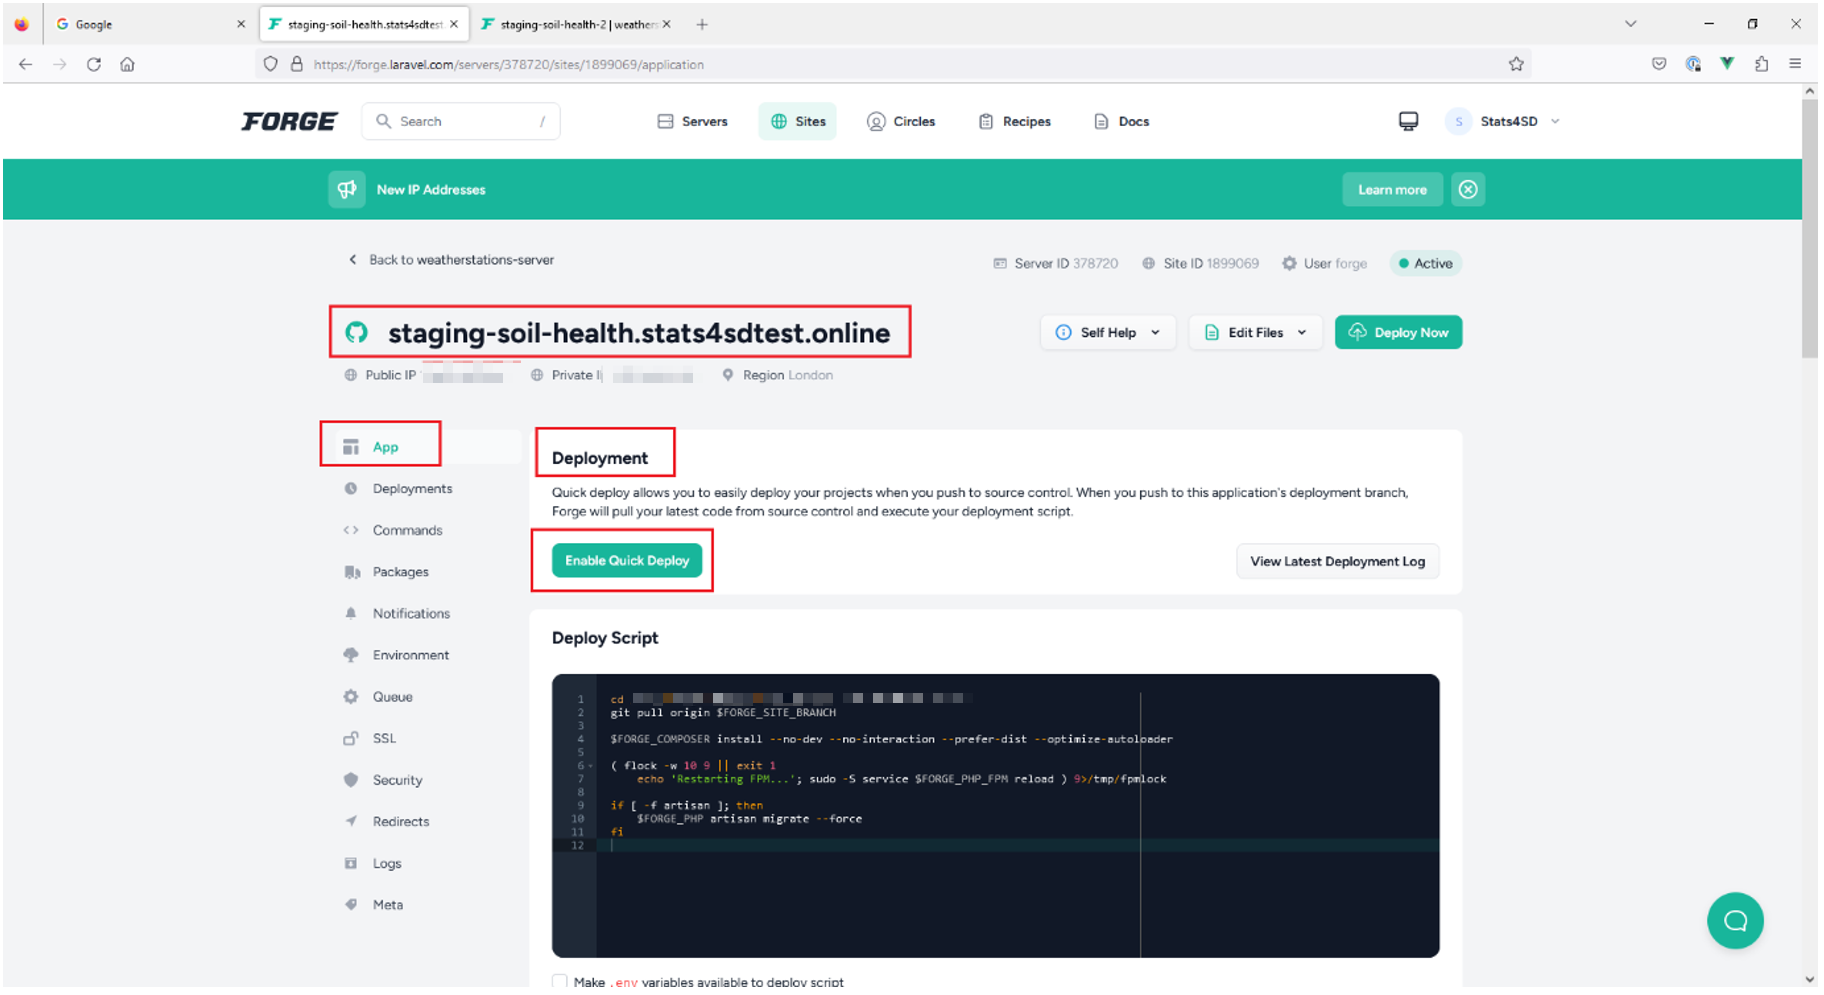 Google
staging-soil-health.stats4sdtest.
staging-soil-health-2 | weathers
https://forge.laravel.com/servers/378720/sites/1899069/application
FORGE
Search /
Servers
Sites
Circles
Recipes
Docs
S
Stats4SD
New IP Addresses
Learn more
Back to weatherstations-server
Server ID 378720
Site ID 1899069
User forge
Active
staging-soil-health.stats4sdtest.online
Self Help
Edit Files
Deploy Now
Public IP
Private
Region London
App
Deployments
Commands
Packages
Notifications
Environment
Queue
SSL
Security
Redirects
Logs
Meta
Deployment
Quick deploy allows you to easily deploy your projects when you push to source control. When you push to this application's deployment branch,
Forge will pull your latest code from source control and execute your deployment script.
Enable Quick Deploy
View Latest Deployment Log
Deploy Script
1 cd
2 git pull origin $FORGE_SITE_BRANCH
3
4 $FORGE_COMPOSER install --no-dev --no-interaction --prefer-dist --optimize-autoloader
5
6 ( flock -w 10 9 || exit 1
7 echo 'Restarting FPM...'; sudo -S service $FORGE_PHP_FPM reload ) 9>/tmp/fpmlock
8
9 if [ -f artisan ]; then
10 $FORGE_PHP artisan migrate --force
11 fi
12
Make .env variables available to deploy script